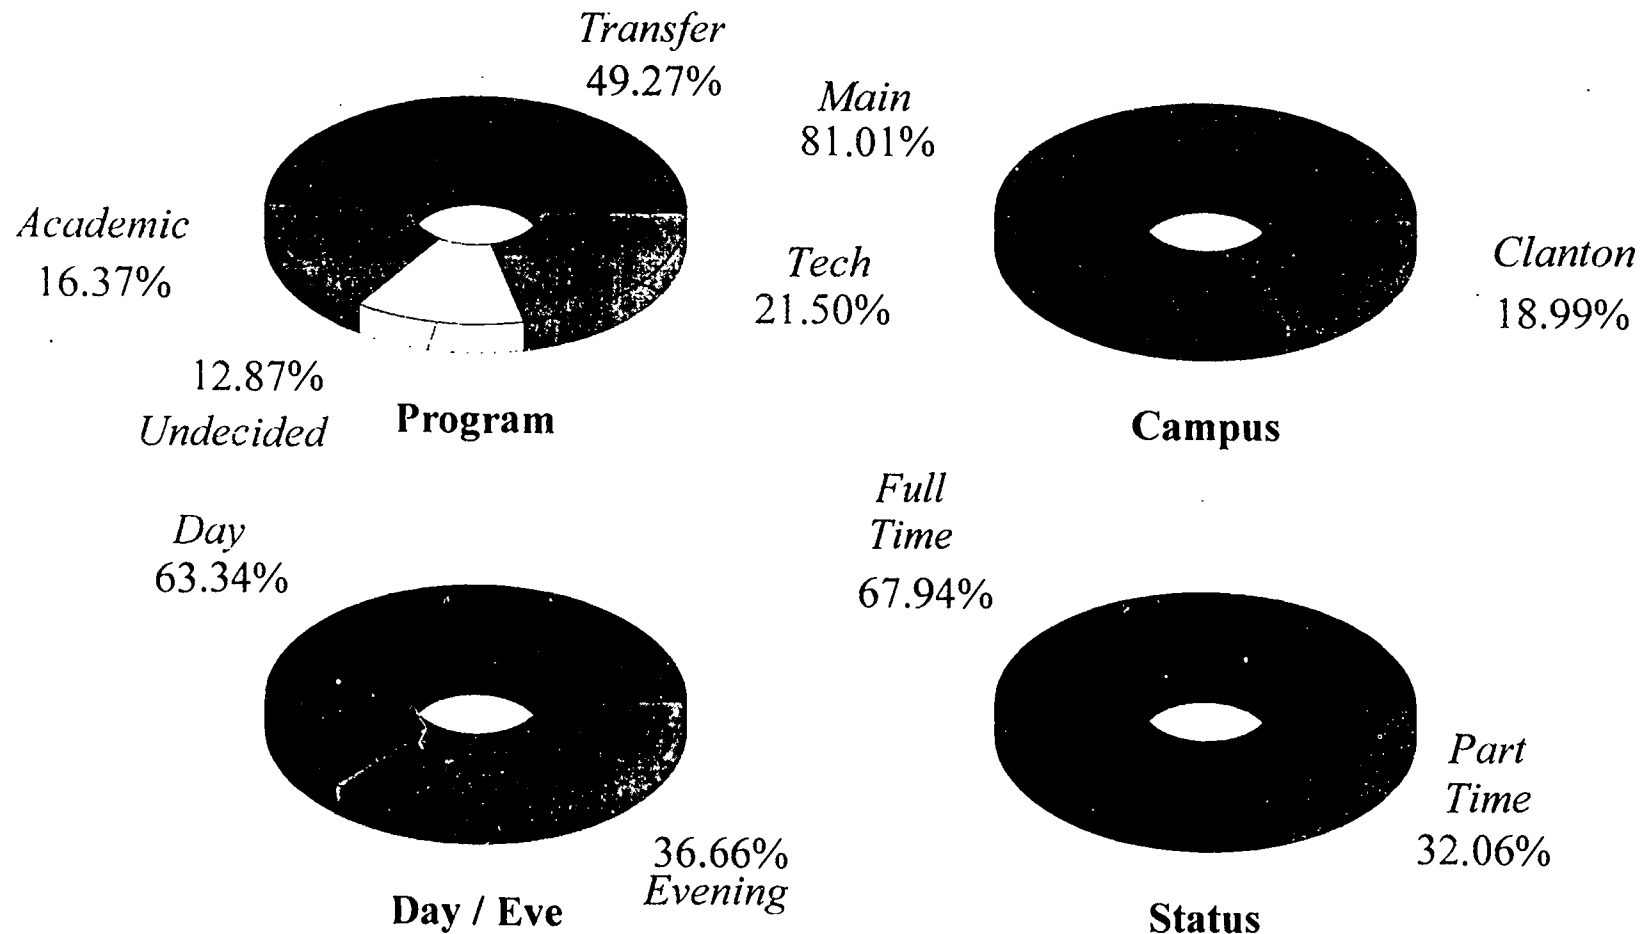 Transfer
49.27%
Academic
16.37%
Tech
21.50%
12.87%
Undecided
Program
Main
81.01%
Clanton
18.99%
Campus
Day
63.34%
36.66%
Evening
Day / Eve
Full
Time
67.94%
Part
Time
32.06%
Status